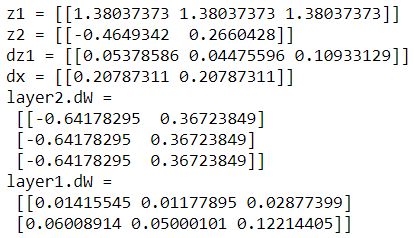 z1 = [[1.38037373 1.38037373 1.38037373]]
z2 = [[-0.4649342  0.2660428]]
dz1 = [[0.05378586 0.04475596 0.10933129]]
dx = [[0.20787311 0.20787311]]
layer2.dW =
 [[-0.64178295  0.36723849]
 [-0.64178295  0.36723849]
 [-0.64178295  0.36723849]]
layer1.dW =
 [[0.01415545 0.01177895 0.02877399]
 [0.06008914 0.05000101 0.12214405]]